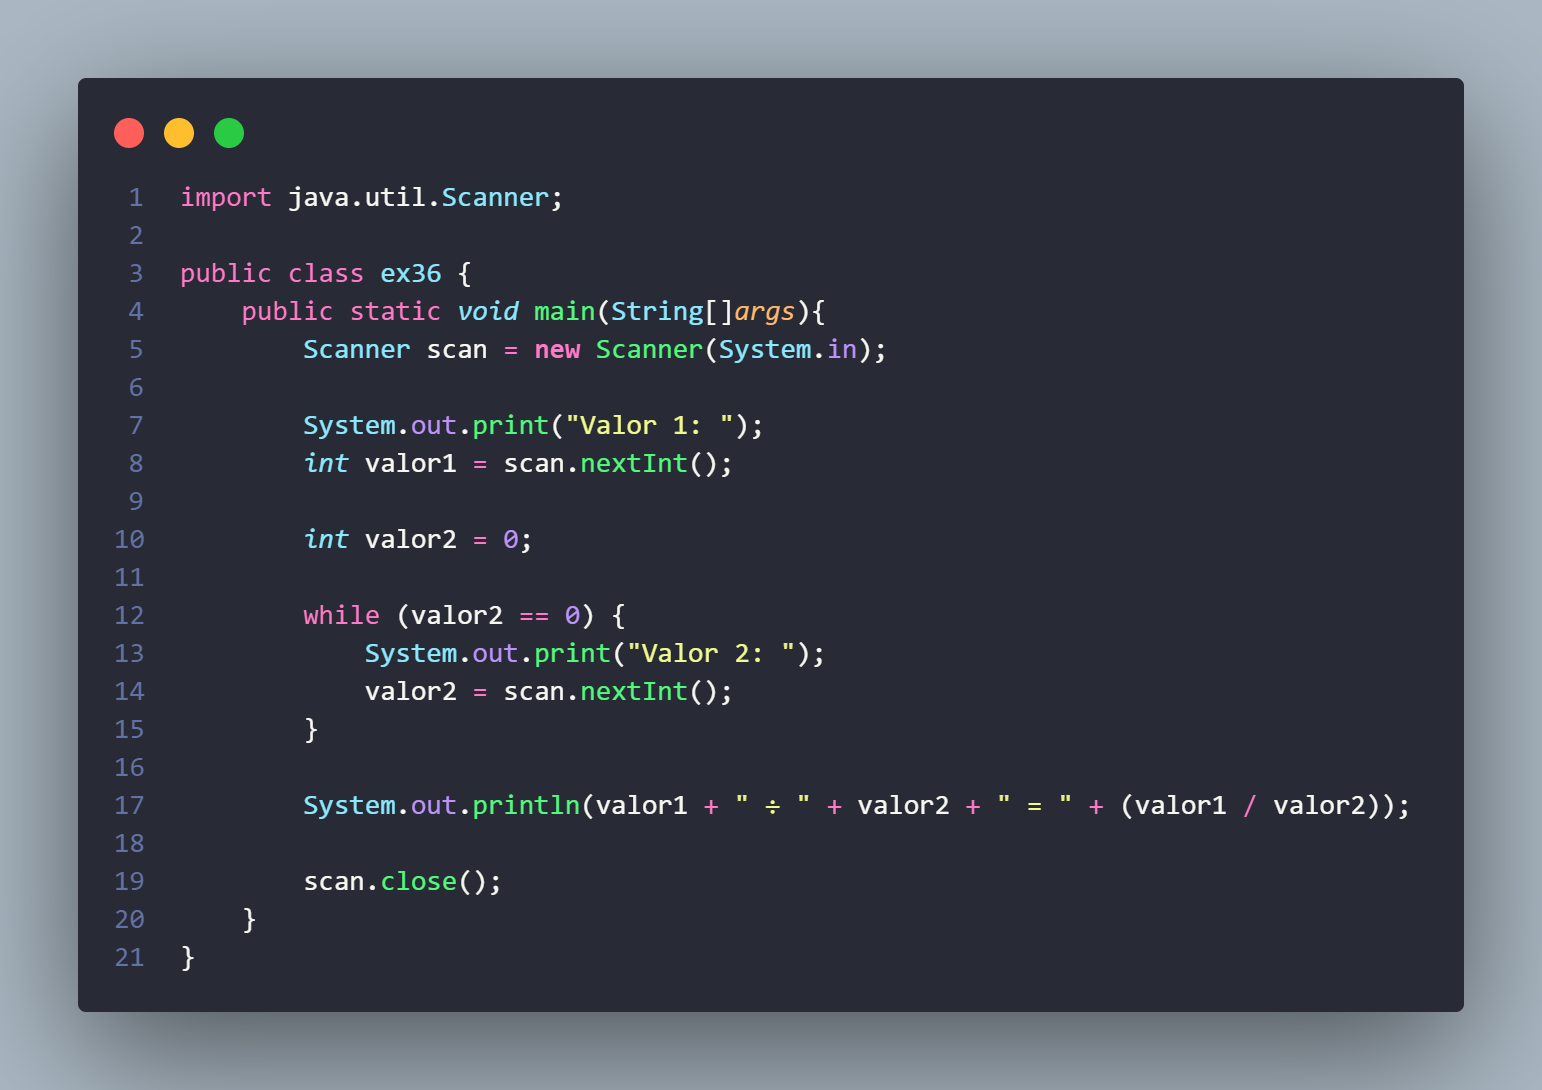 1 import java.util.Scanner;
2
3 public class ex36 {
4     public static void main(String[]args){
5         Scanner scan = new Scanner(System.in);
6
7         System.out.print("Valor 1: ");
8         int valor1 = scan.nextInt();
9
10         int valor2 = 0;
11
12         while (valor2 == 0) {
13             System.out.print("Valor 2: ");
14             valor2 = scan.nextInt();
15         }
16
17         System.out.println(valor1 + " ÷ " + valor2 + " = " + (valor1 / valor2));
18
19         scan.close();
20     }
21 }